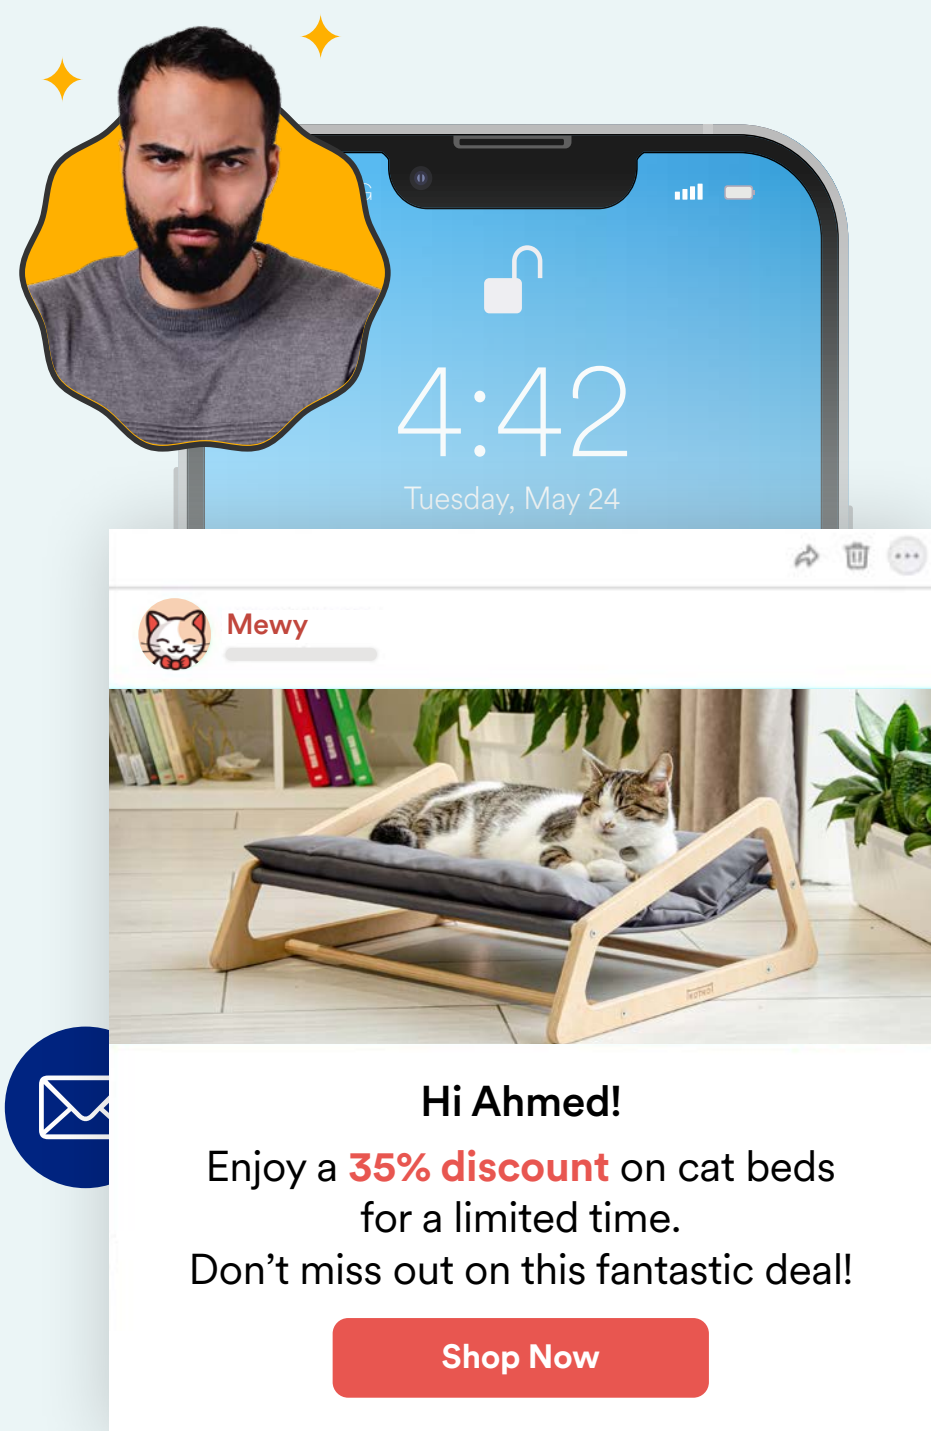 4:42
Tuesday, May 24
Mewy
Hi Ahmed!
Enjoy a 35% discount on cat beds
for a limited time.
Don't miss out on this fantastic deal!
Shop Now